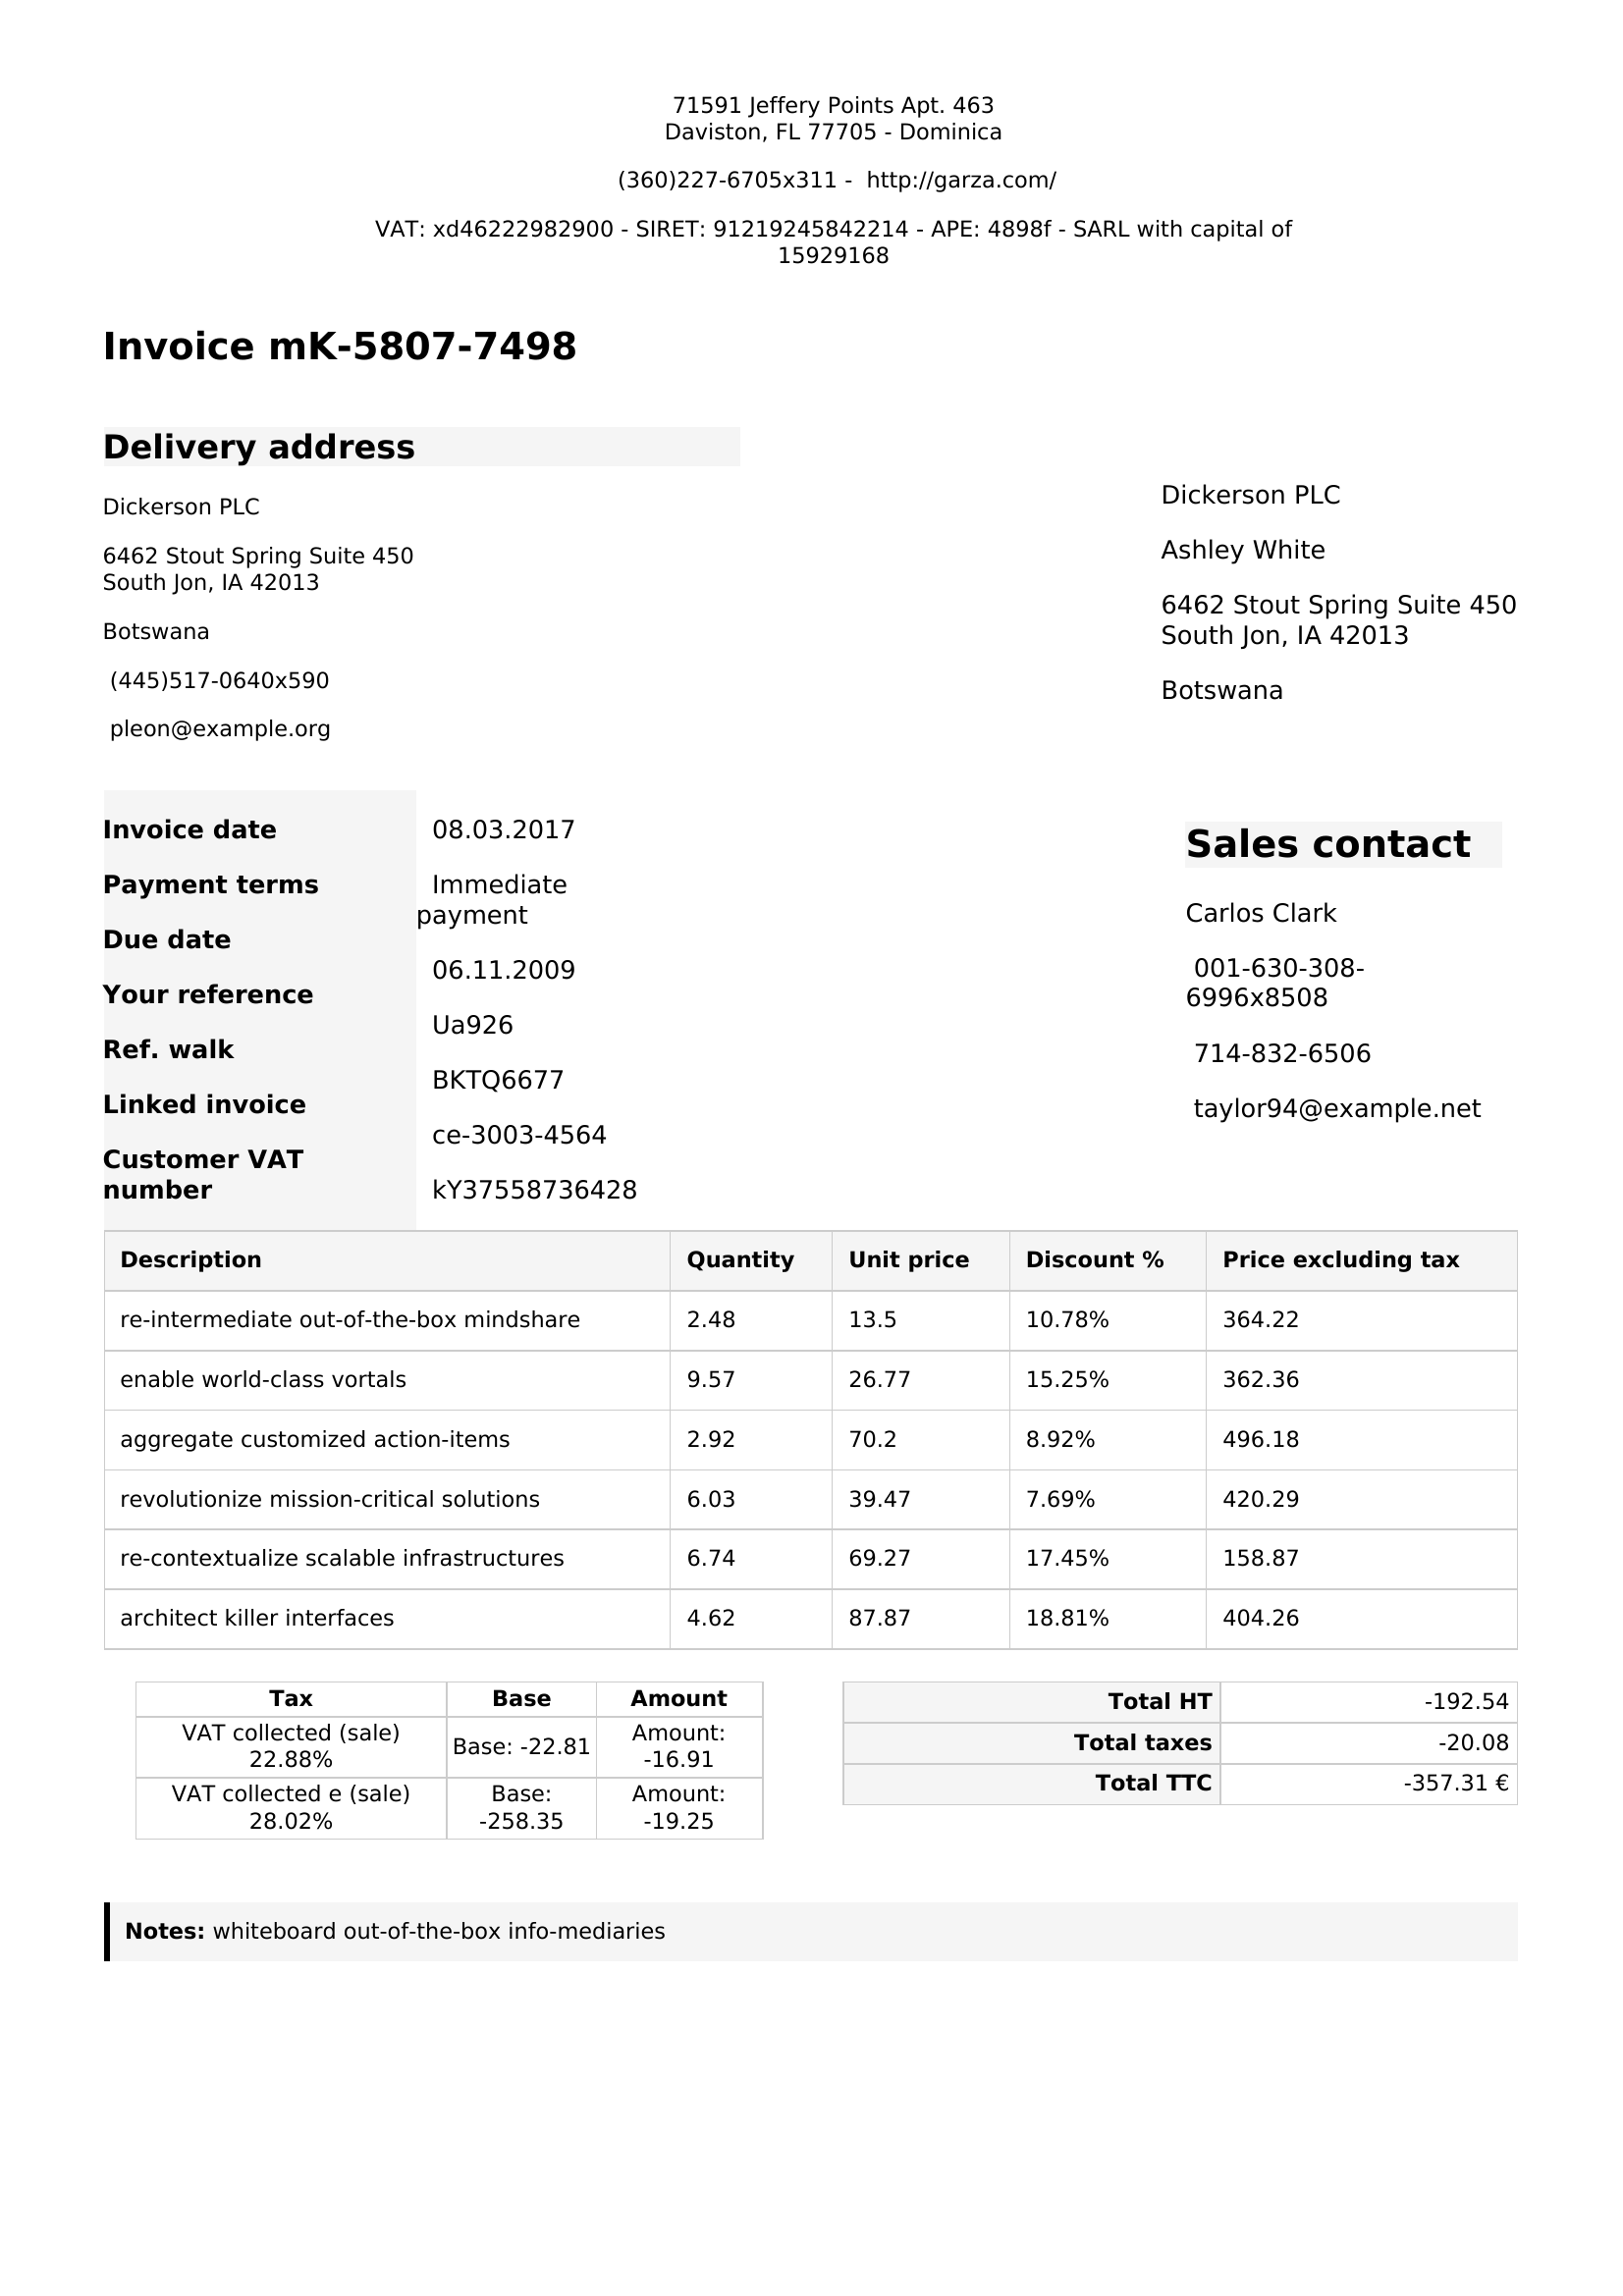 71591 Jeffery Points Apt. 463
Daviston, FL 77705 - Dominica
(360)227-6705x311 -  http://garza.com/
VAT: xd46222982900 - SIRET: 91219245842214 - APE: 4898f - SARL with capital of
15929168
Invoice mK-5807-7498
Delivery address
Dickerson PLC
6462 Stout Spring Suite 450
South Jon, IA 42013
Botswana
(445)517-0640x590
pleon@example.org
Dickerson PLC
Ashley White
6462 Stout Spring Suite 450
South Jon, IA 42013
Botswana
Invoice date
Payment terms
Due date
Your reference
Ref. walk
Linked invoice
Customer VAT
number
08.03.2017
Immediate
payment
06.11.2009
Ua926
BKTQ6677
ce-3003-4564
kY37558736428
Sales contact
Carlos Clark
001-630-308-
6996x8508
714-832-6506
taylor94@example.net
Description Quantity Unit price Discount % Price excluding tax
re-intermediate out-of-the-box mindshare 2.48 13.5 10.78% 364.22
enable world-class vortals 9.57 26.77 15.25% 362.36
aggregate customized action-items 2.92 70.2 8.92% 496.18
revolutionize mission-critical solutions 6.03 39.47 7.69% 420.29
re-contextualize scalable infrastructures 6.74 69.27 17.45% 158.87
architect killer interfaces 4.62 87.87 18.81% 404.26
Tax Base Amount
VAT collected (sale)
22.88%
Base: -22.81
Amount:
-16.91
VAT collected e (sale)
28.02%
Base:
-258.35
Amount:
-19.25
Total HT -192.54
Total taxes -20.08
Total TTC -357.31 €
Notes: whiteboard out-of-the-box info-mediaries